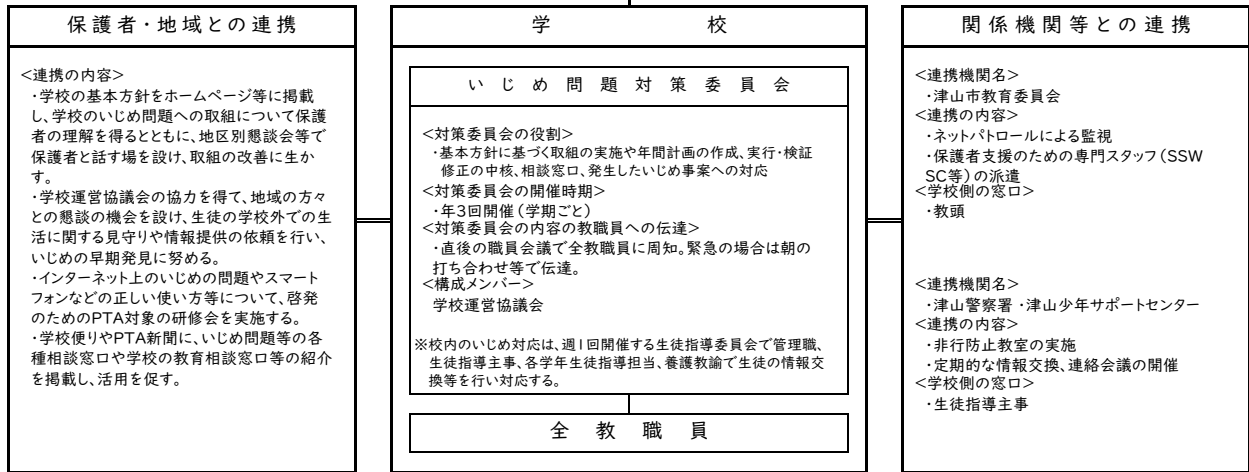 保護者・地域との連携
<連携の内容>
・学校の基本方針をホームページ等に掲載
し、学校のいじめ問題への取組について保護
者の理解を得るとともに、地区別懇談会等で
保護者と話す場を設け、取組の改善に生か
す。
・学校運営協議会の協力を得て、地域の方々
との懇談の機会を設け、生徒の学校外での生
活に関する見守りや情報提供の依頼を行い、
いじめの早期発見に努める。
・インターネット上のいじめの問題やスマート
フォンなどの正しい使い方等について、啓発
のためのPTA対象の研修会を実施する。
・学校便りやPTA新聞に、いじめ問題等の各
種相談窓口や学校の教育相談窓口等の紹介
を掲載し、活用を促す。
学校
いじめ問題対策委員会
<対策委員会の役割>
・基本方針に基づく取組の実施や年間計画の作成、実行・検証
修正の中核、相談窓口、発生したいじめ事案への対応
<対策委員会の開催時期>
・年3回開催(学期ごと)
<対策委員会の内容の教職員への伝達>
・直後の職員会議で全教職員に周知。緊急の場合は朝の
打ち合わせ等で伝達。
<構成メンバー>
学校運営協議会
※校内のいじめ対応は、週1回開催する生徒指導委員会で管理職、
生徒指導主事、各学年生徒指導担当、養護教諭で生徒の情報交
換等を行い対応する。
全教職員
関係機関等との連携
<連携機関名>
・津山市教育委員会
<連携の内容>
・ネットパトロールによる監視
・保護者支援のための専門スタッフ(SSW
SC等)の派遣
<学校側の窓口>
・教頭
<連携機関名>
・津山警察署・津山少年サポートセンター
<連携の内容>
・非行防止教室の実施
・定期的な情報交換、連絡会議の開催
<学校側の窓口>
・生徒指導主事